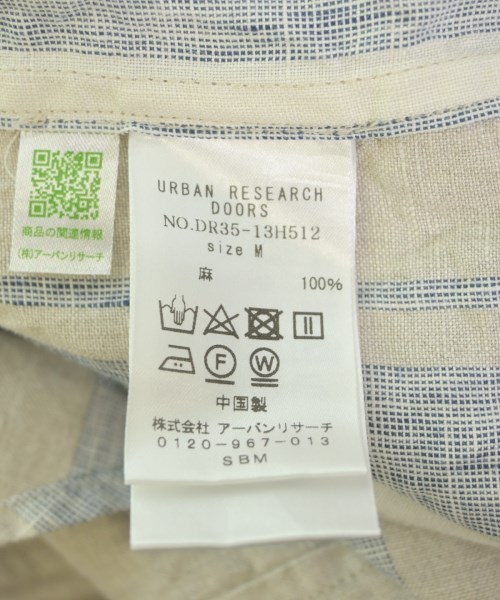 商品の関連情報
(株)アーバンリサーチ
URBAN RESEARCH
DOORS
NO.DR35-13H512
size M
麻 100%
F W
中国製
株式会社 アーバンリサーチ
0120-967-013
SBM